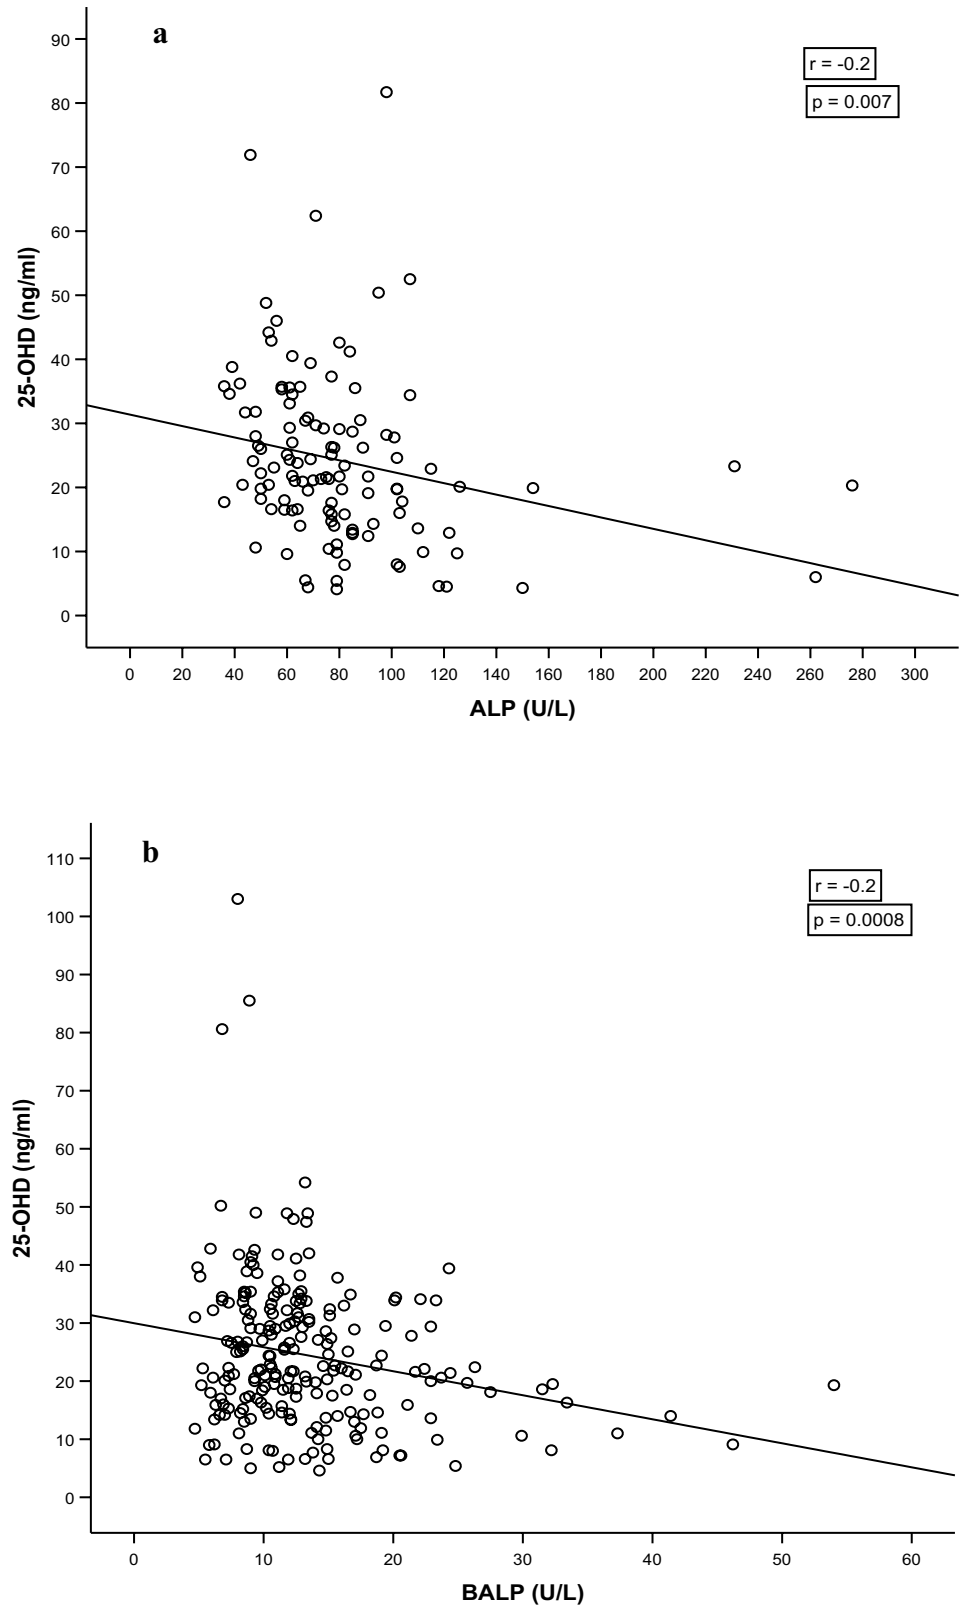 a
r = -0.2
p = 0.007
90
80
70
60
50
40
30
20
10
0
25-OHD (ng/ml)
0 20 40 60 80 100 120 140 160 180 200 220 240 260 280 300
ALP (U/L)
b
r = -0.2
p = 0.0008
110
100
90
80
70
60
50
40
30
20
10
0
25-OHD (ng/ml)
0 10 20 30 40 50 60
BALP (U/L)